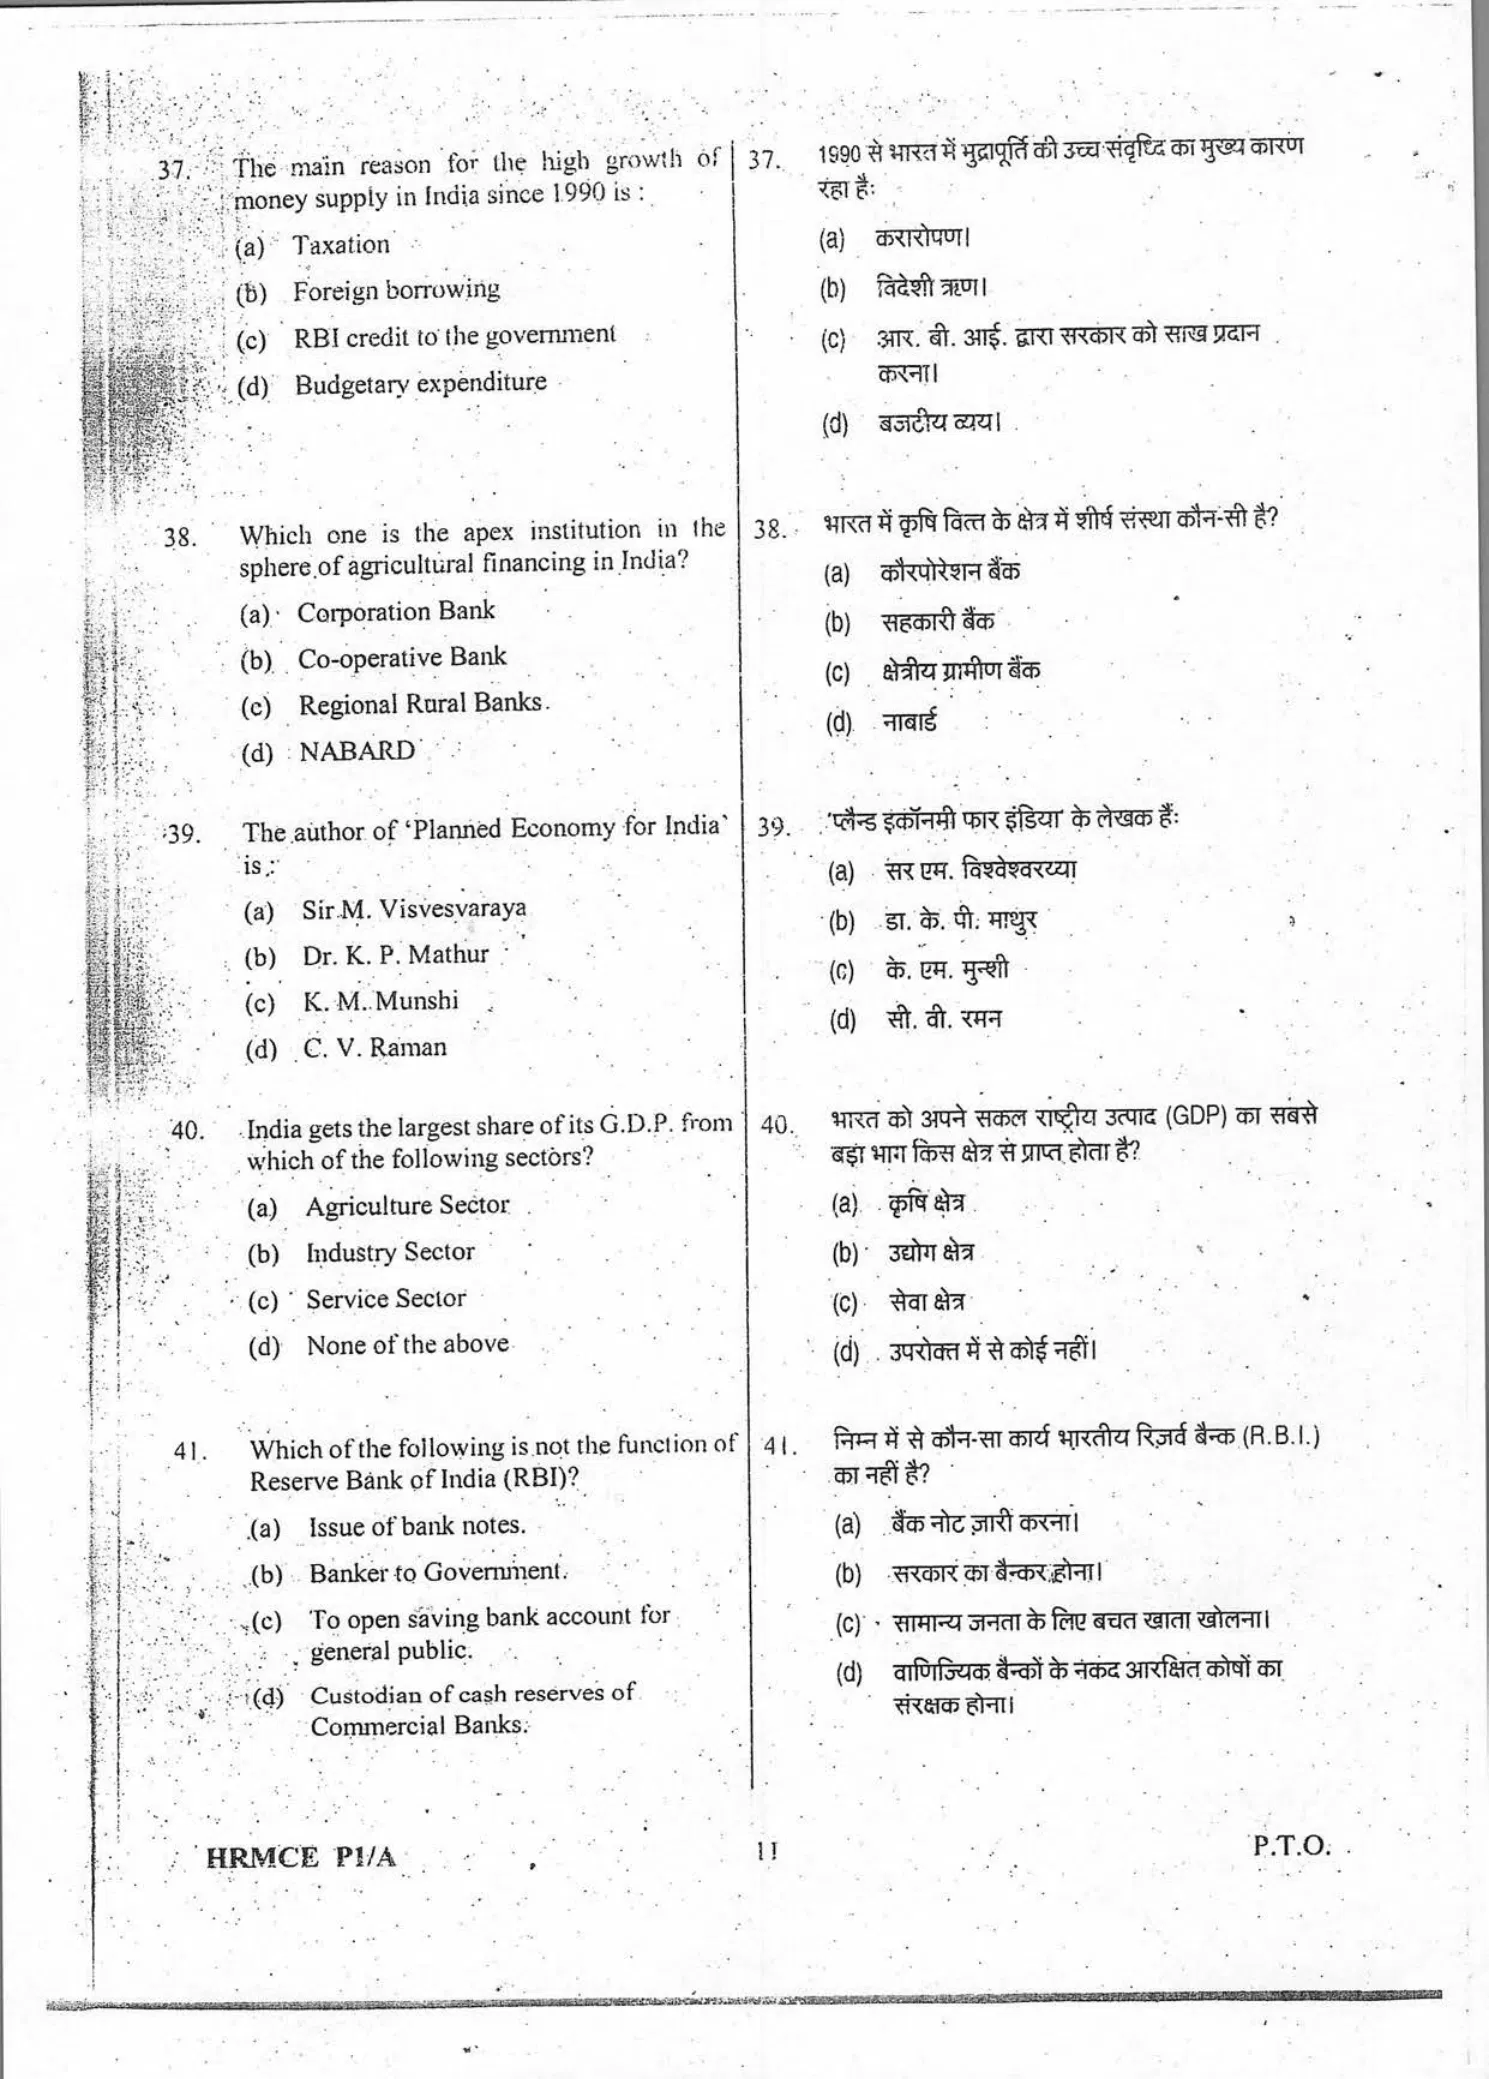 37. The main reason for the high growth of
money supply in India since 1990 is :
(a) Taxation
(b) Foreign borrowing
(c) RBI credit to the government
(d) Budgetary expenditure
38. Which one is the apex institution in the
sphere of agricultural financing in India?
(a) Corporation Bank
(b) Co-operative Bank
(c) Regional Rural Banks
(d) NABARD
39. The author of ‘Planned Economy for India’
is :
(a) Sir M. Visvesvaraya
(b) Dr. K. P. Mathur
(c) K. M. Munshi
(d) C. V. Raman
40. India gets the largest share of its G.D.P. from
which of the following sectors?
(a) Agriculture Sector
(b) Industry Sector
(c) Service Sector
(d) None of the above
41. Which of the following is not the function of
Reserve Bank of India (RBI)?
(a) Issue of bank notes.
(b) Banker to Government.
(c) To open saving bank account for
general public.
(d) Custodian of cash reserves of
Commercial Banks.
37. 1990 से भारत में मुद्रापूर्ति की उच्च संवृध्दि का मुख्य कारण
रहा हैः
(a) करारोपण।
(b) विदेशी ऋण।
(c) आर. बी. आई. द्वारा सरकार को साख प्रदान
करना।
(d) बजटीय व्यय।
38. भारत में कृषि वित्त के क्षेत्र में शीर्ष संस्था कौन-सी है?
(a) कौरपोरेशन बैंक
(b) सहकारी बैंक
(c) क्षेत्रीय ग्रामीण बैंक
(d) नाबार्ड
39. 'प्लैन्ड इंकॉनमी फार इंडिया' के लेखक हैंः
(a) सर एम. विश्वेश्वरय्या
(b) डा. के. पी. माथुर
(c) के. एम. मुन्शी
(d) सी. वी. रमन
40. भारत को अपने सकल राष्ट्रीय उत्पाद (GDP) का सबसे
बड़ा भाग किस क्षेत्र से प्राप्त होता है?
(a) कृषि क्षेत्र
(b) उद्योग क्षेत्र
(c) सेवा क्षेत्र
(d) उपरोक्त में से कोई नहीं।
41. निम्न में से कौन-सा कार्य भारतीय रिज़र्व बैन्क (R.B.I.)
का नहीं है?
(a) बैंक नोट ज़ारी करना।
(b) सरकार का बैन्कर होना।
(c) सामान्य जनता के लिए बचत खाता खोलना।
(d) वाणिज्यिक बैन्कों के नकद आरक्षित कोषों का
संरक्षक होना।
HRMCE P1/A
11
P.T.O.